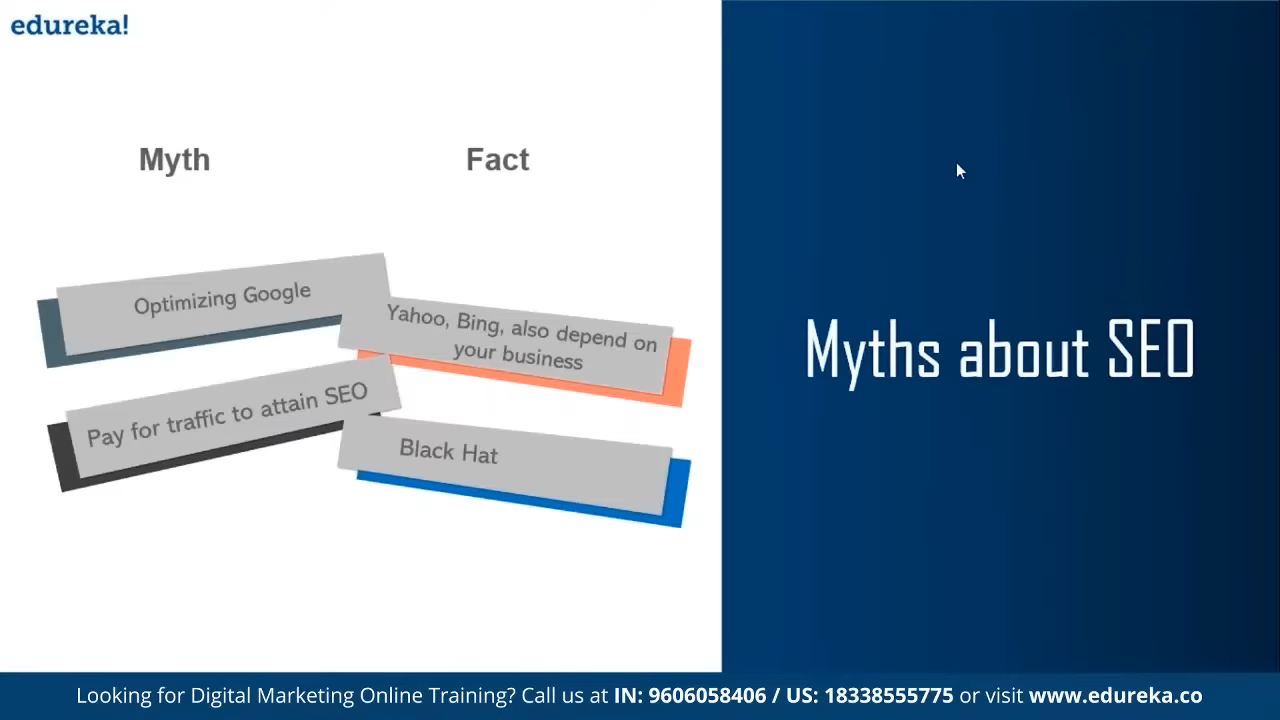 edureka!
Myth
Fact
Optimizing Google
Yahoo, Bing, also depend on
your business
Pay for traffic to attain SEO
Black Hat
Myths about SEO
Looking for Digital Marketing Online Training? Call us at IN: 9606058406 / US: 18338555775 or visit www.edureka.co